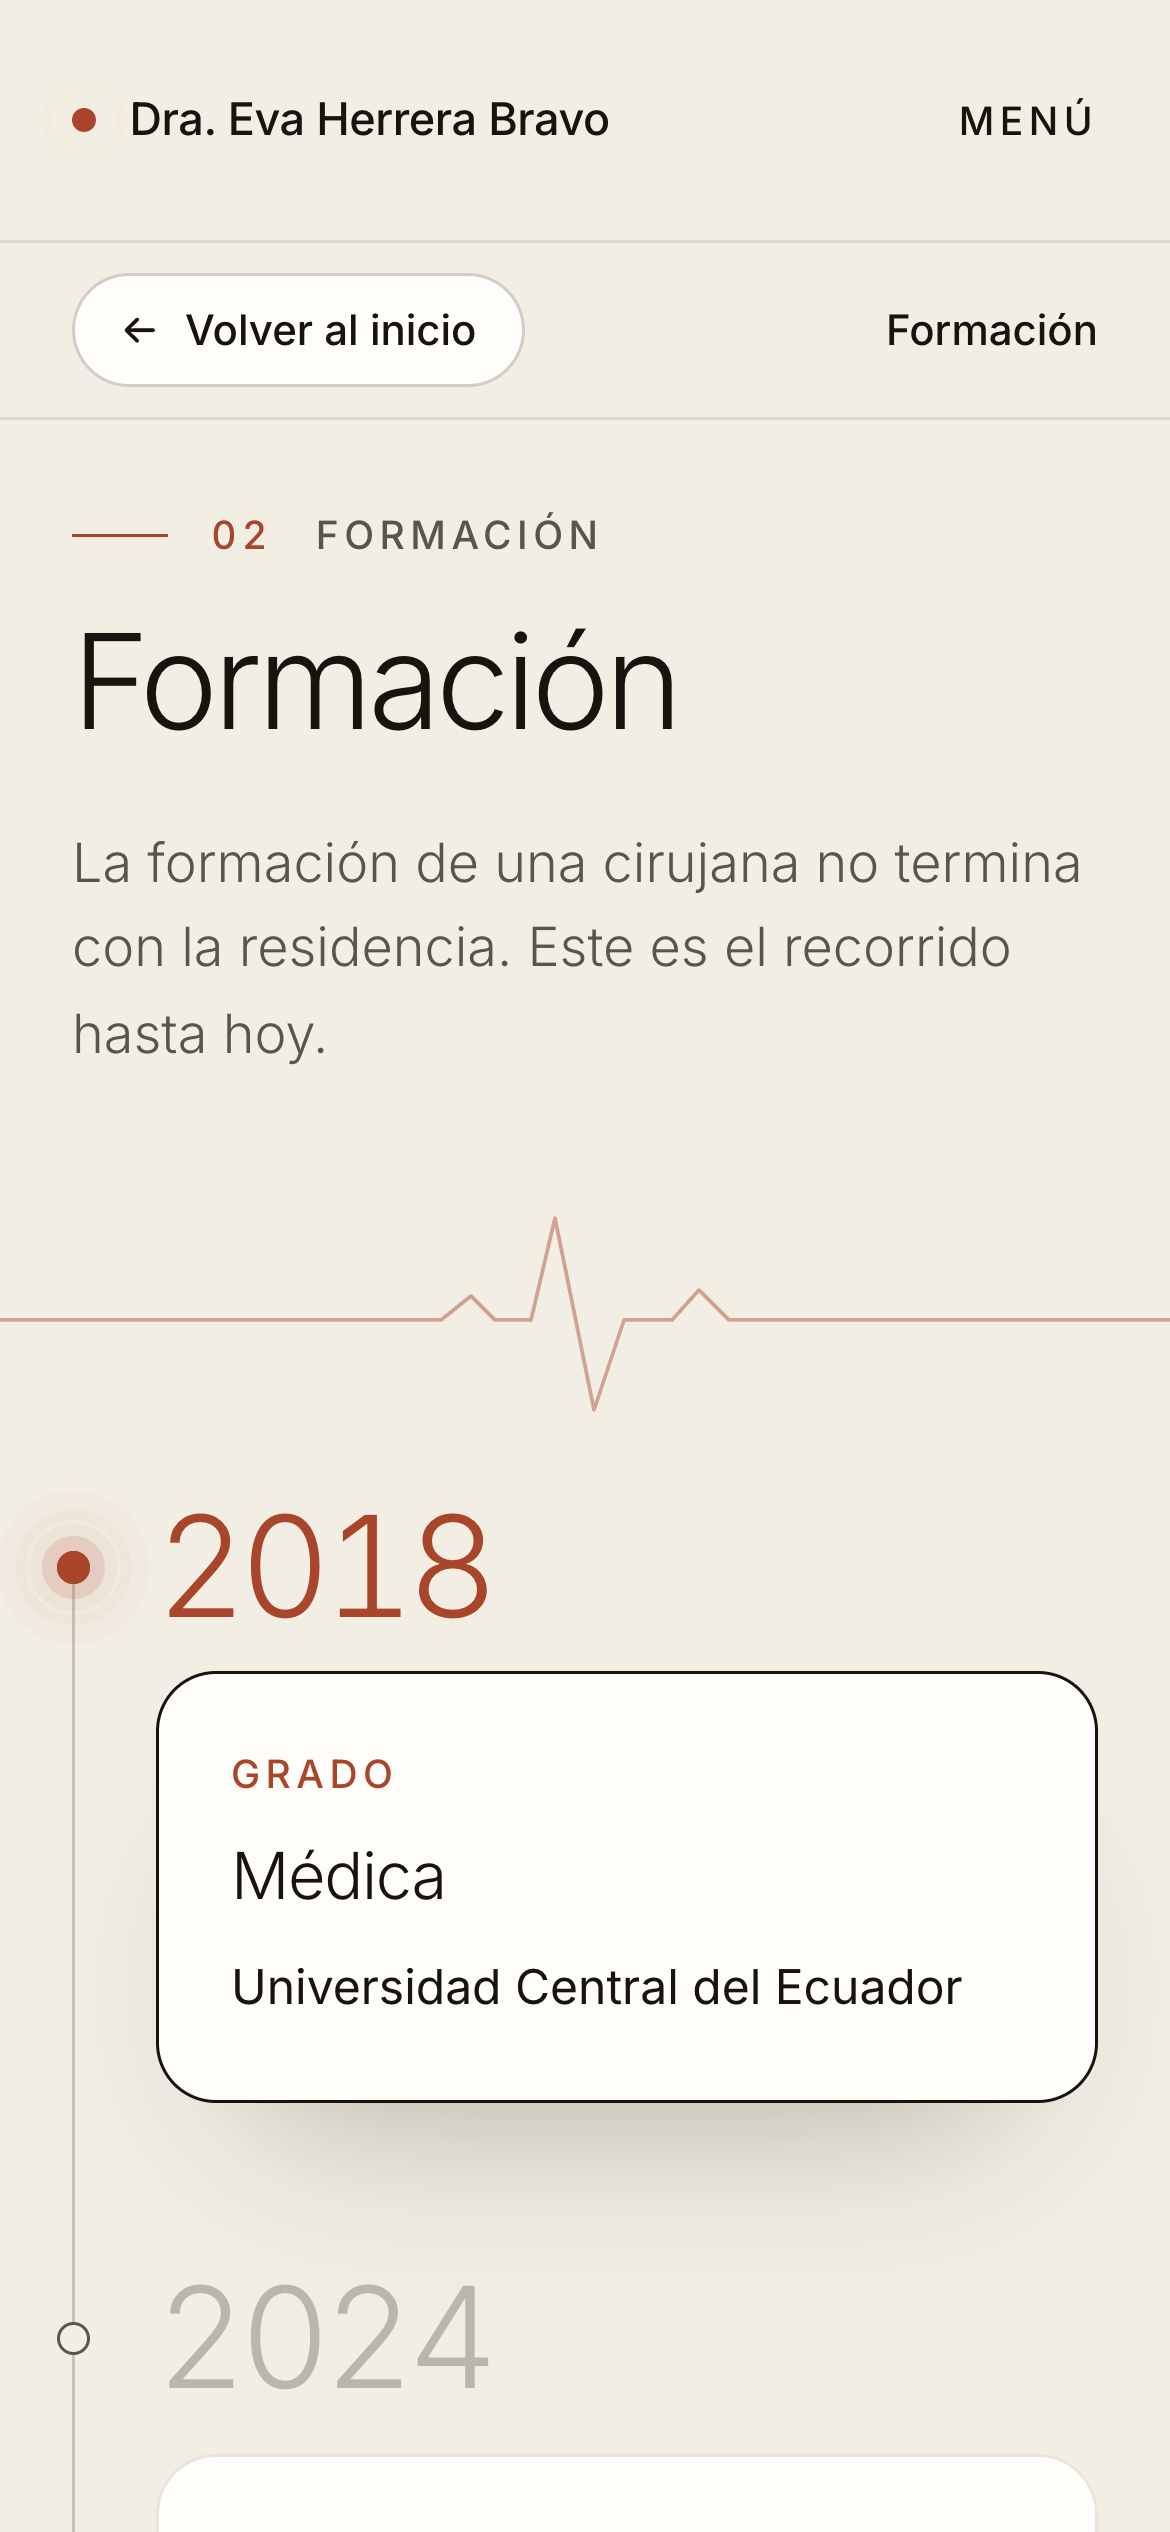 Dra. Eva Herrera Bravo
MENÚ
← Volver al inicio
Formación
02 FORMACIÓN
Formación
La formación de una cirujana no termina
con la residencia. Este es el recorrido
hasta hoy.
2018
GRADO
Médica
Universidad Central del Ecuador
2024